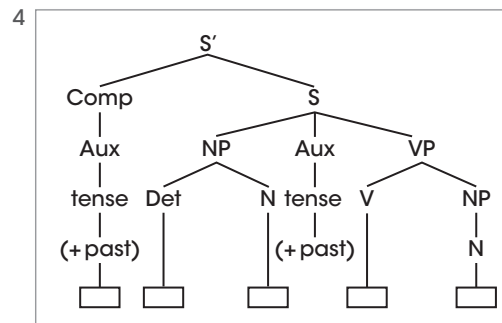 4
S'
Comp S
Aux NP Aux VP
tense Det N tense V NP
(+past) (+past) N